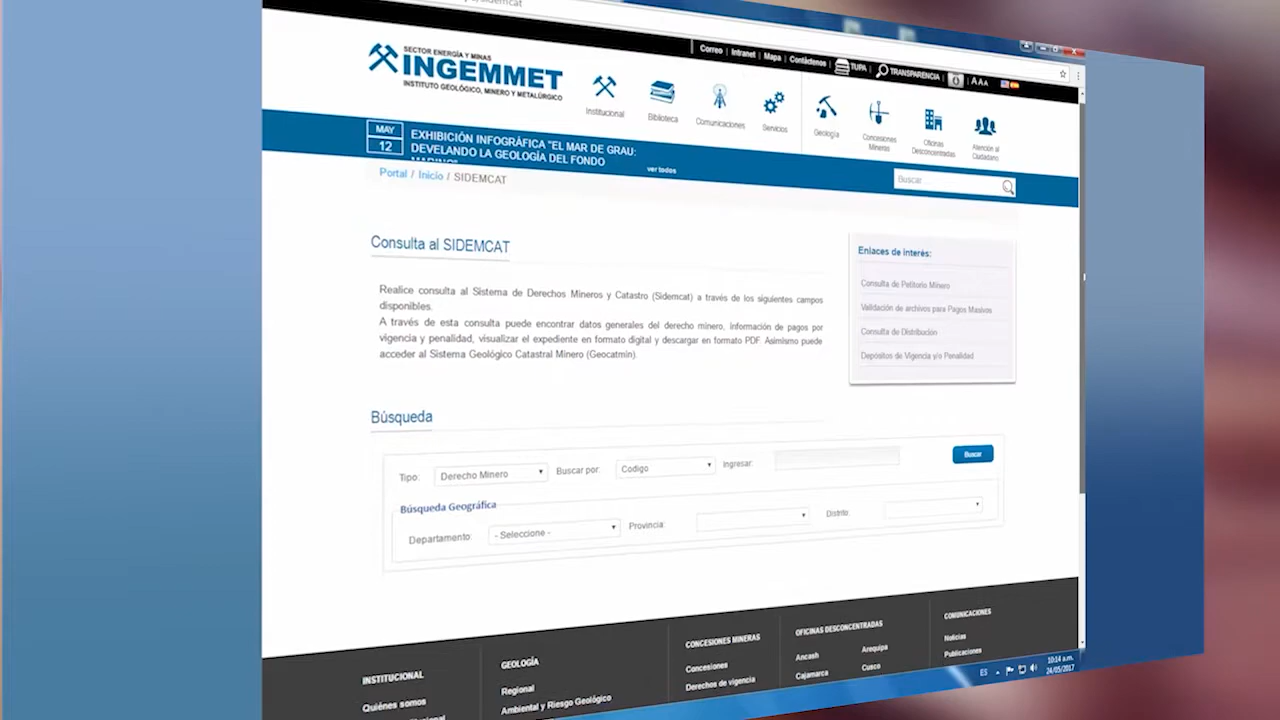 Correo | Intranet | Mapa | Contáctenos | TUPA | TRANSPARENCIA | A A A
SECTOR ENERGÍA Y MINAS
INGEMMET
INSTITUTO GEOLÓGICO, MINERO Y METALÚRGICO
Institucional
Biblioteca
Comunicaciones
Servicios
Geología
Concesiones
Mineras
Oficinas
Desconcentradas
Atención al
Ciudadano
MAY
12
EXHIBICIÓN INFOGRÁFICA "EL MAR DE GRAU:
DEVELANDO LA GEOLOGÍA DEL FONDO
ver todos
Buscar
Portal / Inicio / SIDEMCAT
Consulta al SIDEMCAT
Realice consulta al Sistema de Derechos Mineros y Catastro (Sidemcat) a través de los siguientes campos
disponibles.
A través de esta consulta puede encontrar datos generales del derecho minero, información de pagos por
vigencia y penalidad, visualizar el expediente en formato digital y descargar en formato PDF. Asimismo puede
acceder al Sistema Geológico Catastral Minero (Geocatmin).
Enlaces de interés:
Consulta de Petitorio Minero
Validación de archivos para Pagos Masivos
Consulta de Distribución
Depósitos de Vigencia y/o Penalidad
Búsqueda
Tipo: Derecho Minero Buscar por: Codigo Ingresar: Buscar
Búsqueda Geográfica
Departamento: - Seleccione - Provincia: Distrito:
INSTITUCIONAL
Quiénes somos
GEOLOGÍA
Regional
Ambiental y Riesgo Geológico
CONCESIONES MINERAS
Concesiones
Derechos de vigencia
OFICINAS DESCONCENTRADAS
Ancash Arequipa
Cajamarca Cusco
COMUNICACIONES
Noticias
Publicaciones
ES
10:14 a.m.
24/05/2017